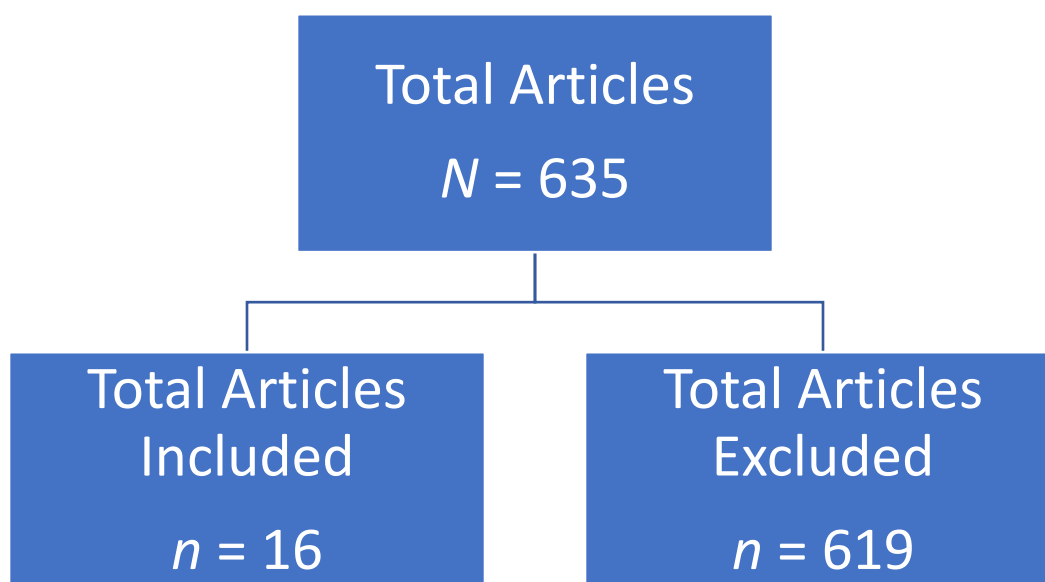 Total Articles
N = 635
Total Articles
Included
n = 16
Total Articles
Excluded
n = 619